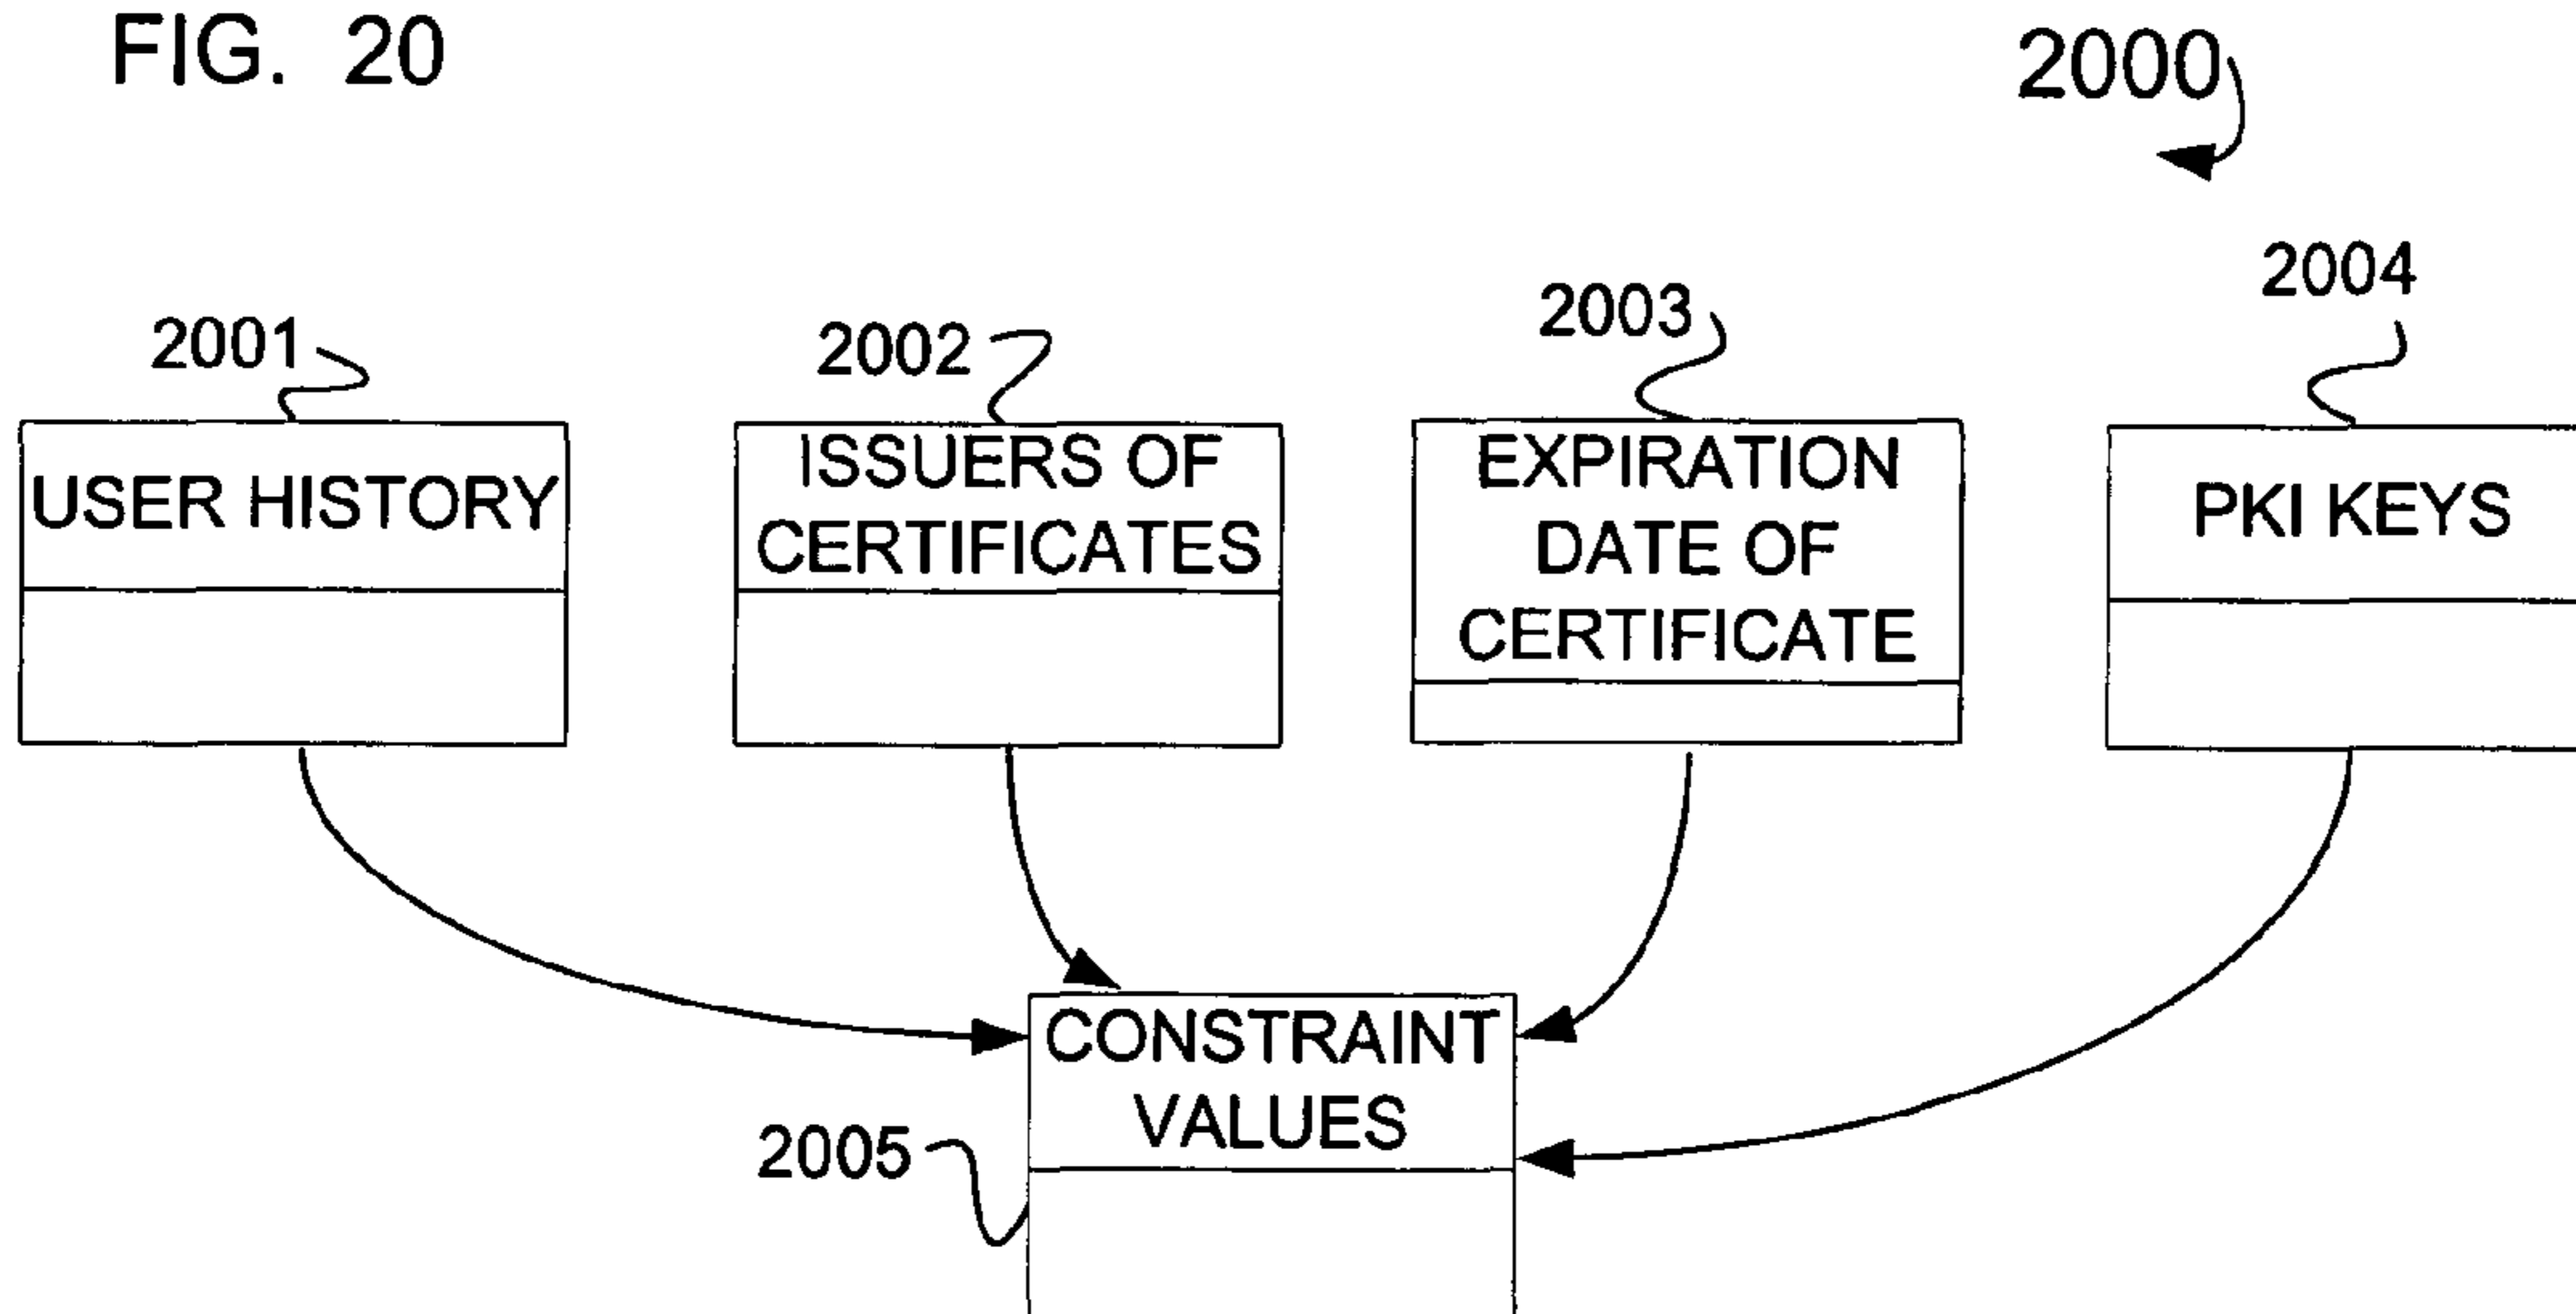 FIG. 20
2000
2001
2002
2003
2004
USER HISTORY
ISSUERS OF
CERTIFICATES
EXPIRATION
DATE OF
CERTIFICATE
PKI KEYS
CONSTRAINT
VALUES
2005